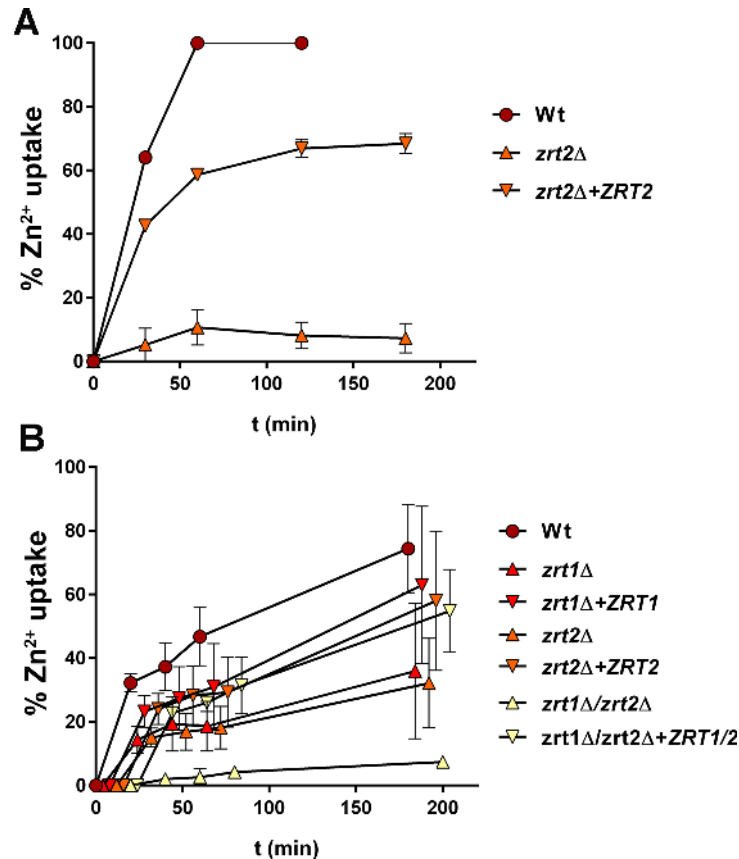 A
% Zn²⁺ uptake
100
80
60
40
20
0
0 50 100 150 200
t (min)
Wt
zrt2Δ
zrt2Δ+ZRT2
B
% Zn²⁺ uptake
100
80
60
40
20
0
0 50 100 150 200
t (min)
Wt
zrt1Δ
zrt1Δ+ZRT1
zrt2Δ
zrt2Δ+ZRT2
zrt1Δ/zrt2Δ
zrt1Δ/zrt2Δ+ZRT1/2